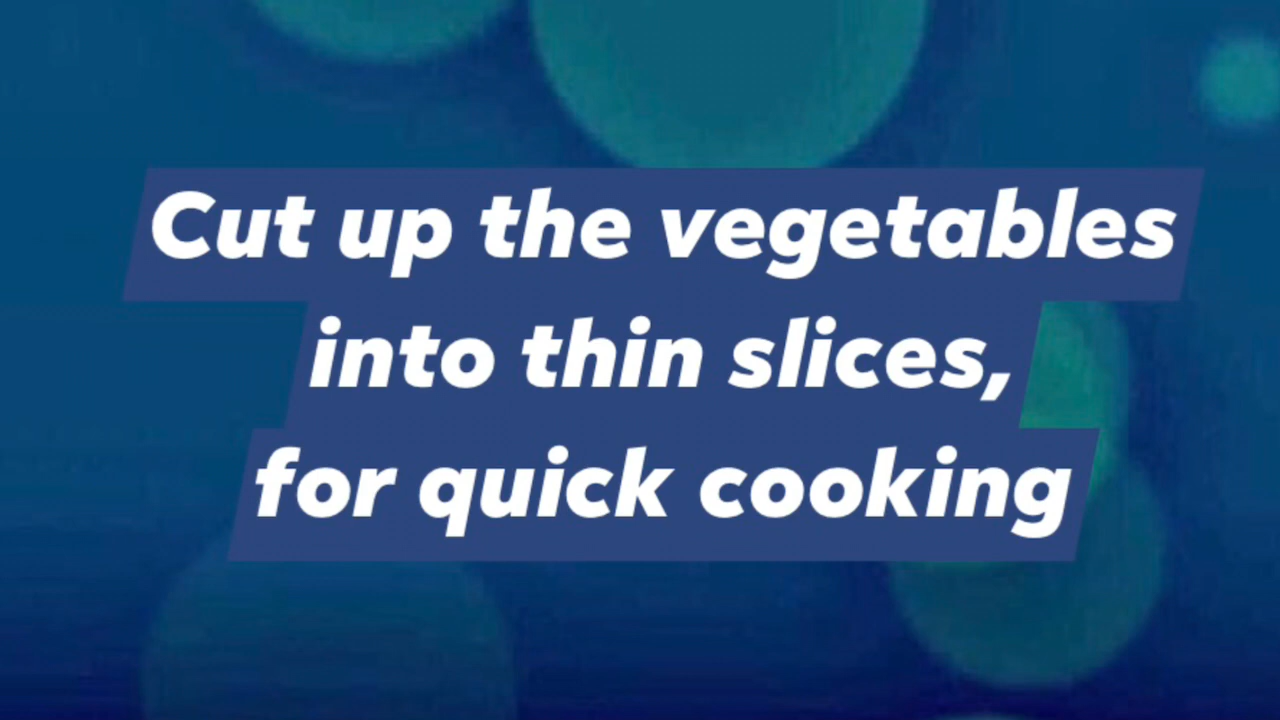 Cut up the vegetables
into thin slices,
for quick cooking